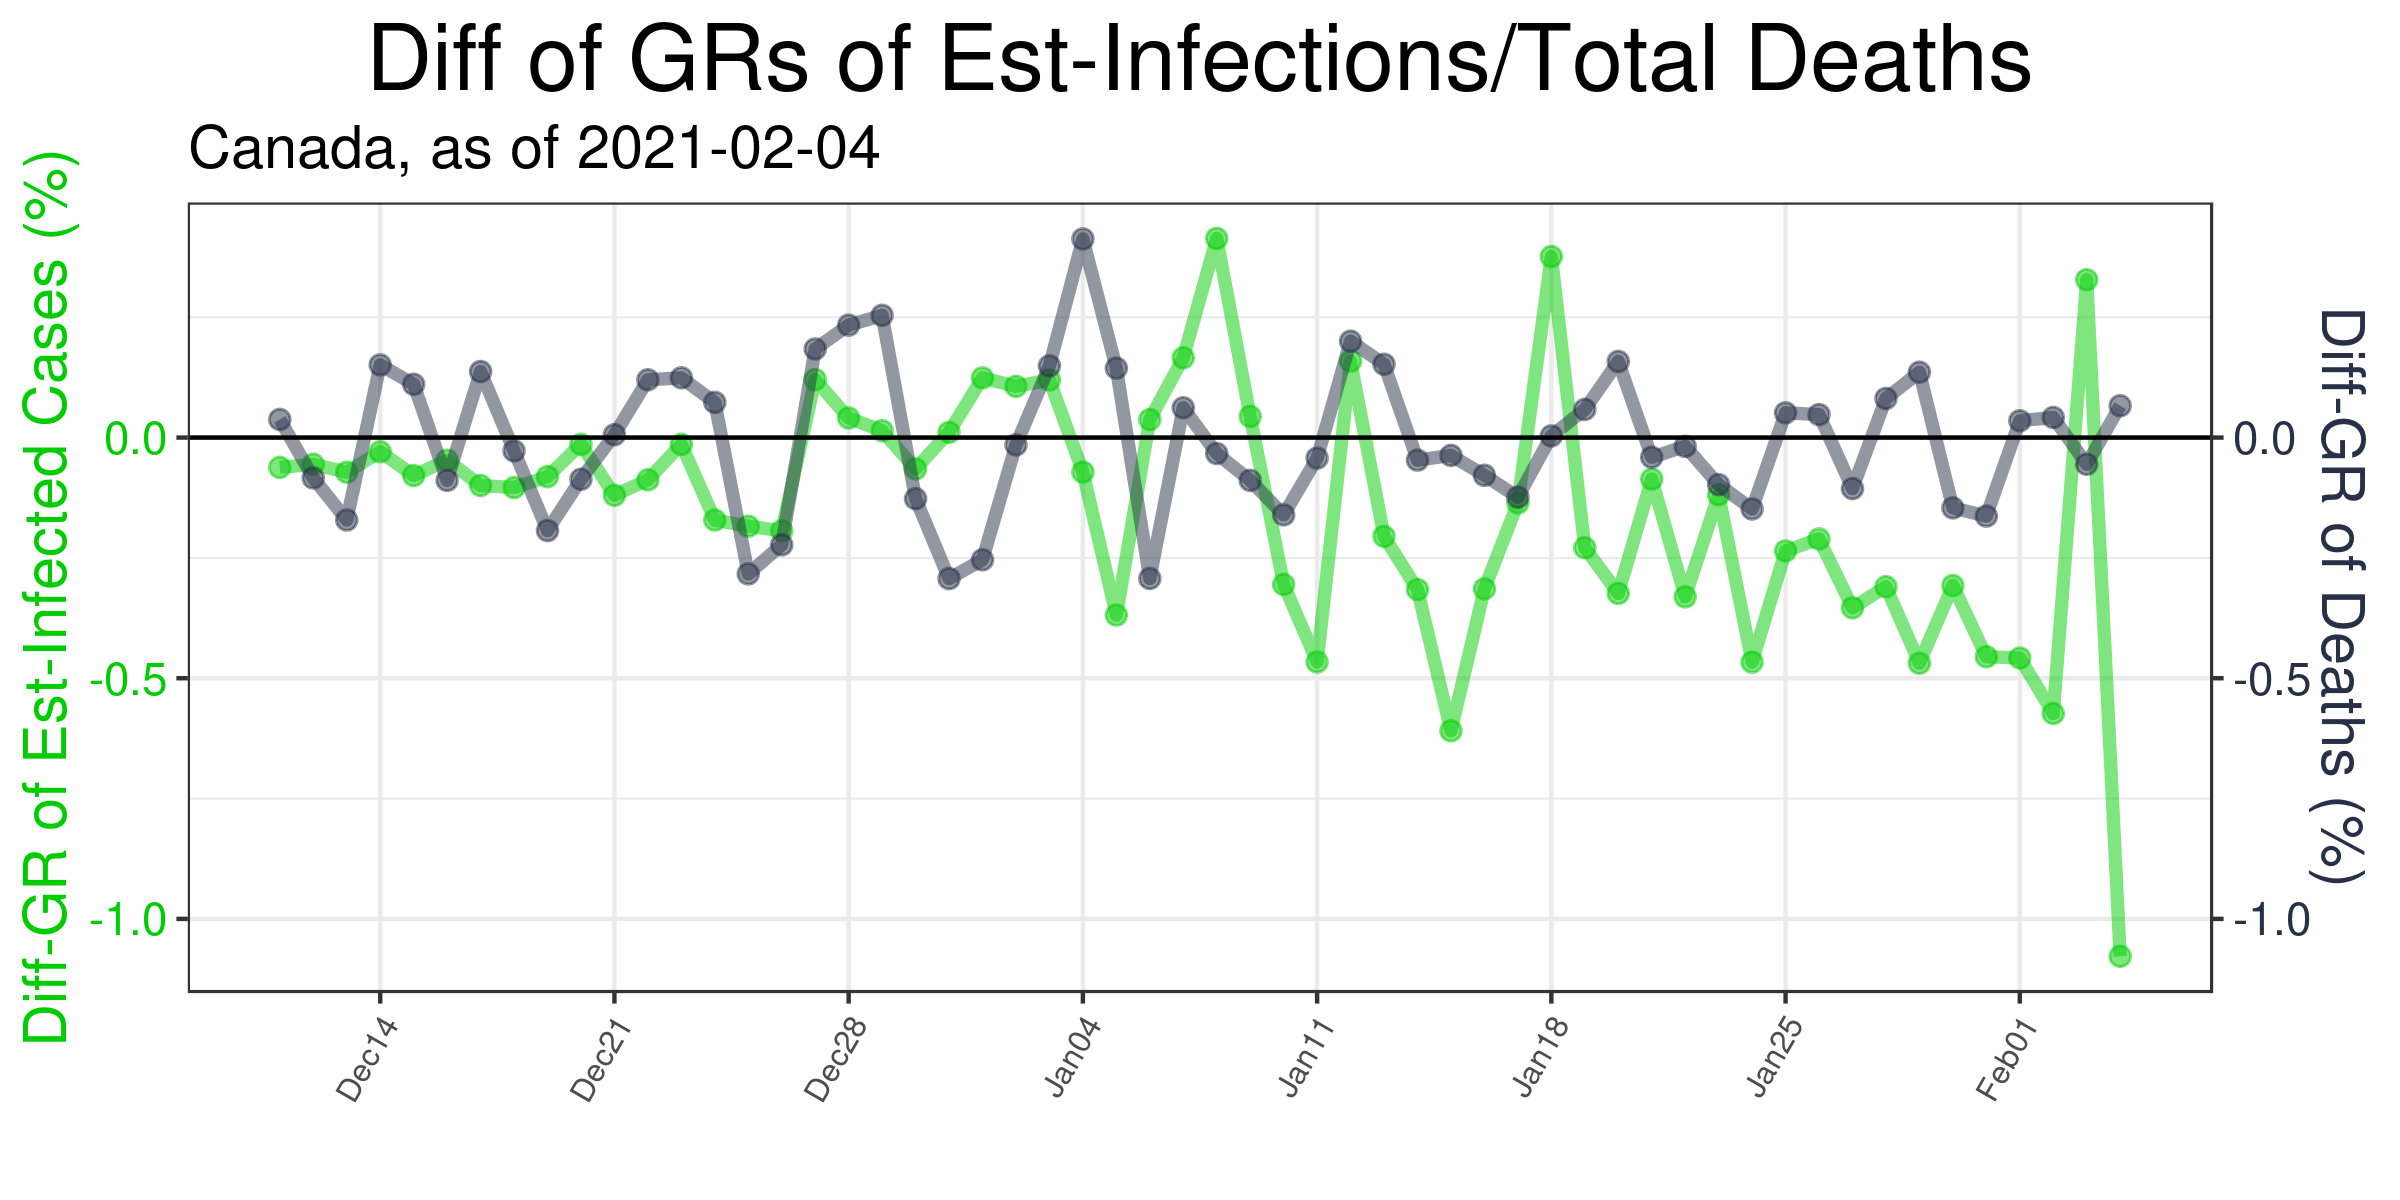 Diff of GRs of Est-Infections/Total Deaths
Canada, as of 2021-02-04
Diff-GR of Est-Infected Cases (%)
0.0
-0.5
-1.0
0.0
-0.5
-1.0
Diff-GR of Deaths (%)
Dec14
Dec21
Dec28
Jan04
Jan11
Jan18
Jan25
Feb01